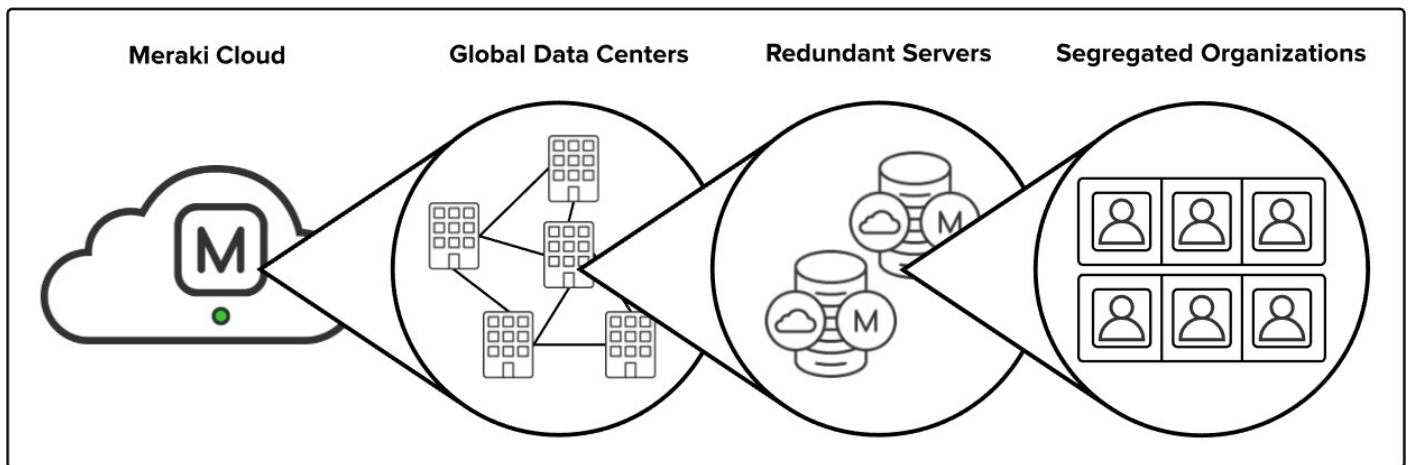 Meraki Cloud
Global Data Centers
Redundant Servers
Segregated Organizations
M
M
M